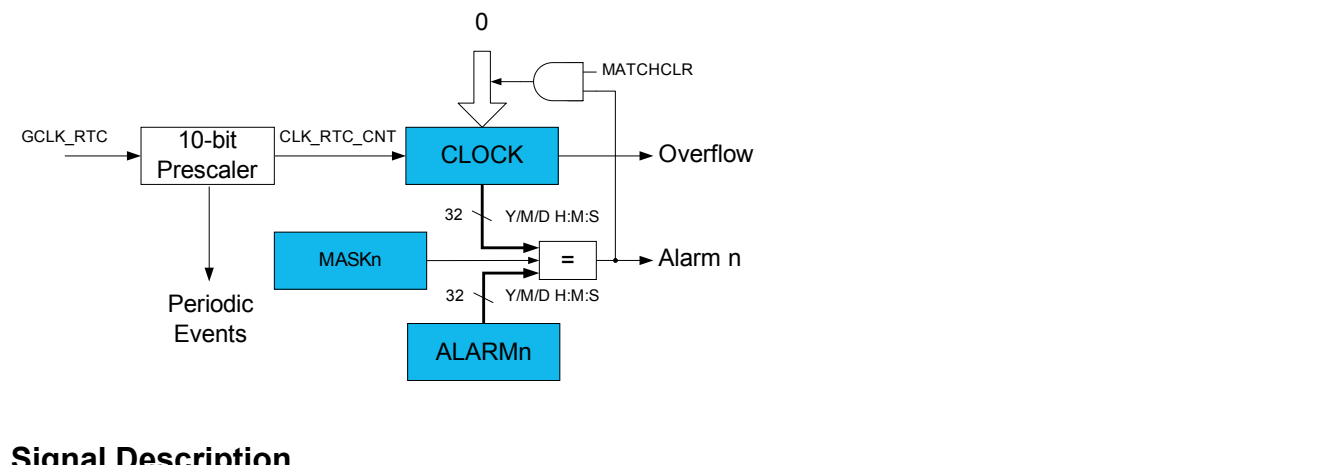 0
MATCHCLR
GCLK_RTC
10-bit
Prescaler
CLK_RTC_CNT
CLOCK
Overflow
32
Y/M/D H:M:S
MASKn
=
Alarm n
32
Y/M/D H:M:S
Periodic
Events
ALARMn
Signal Description